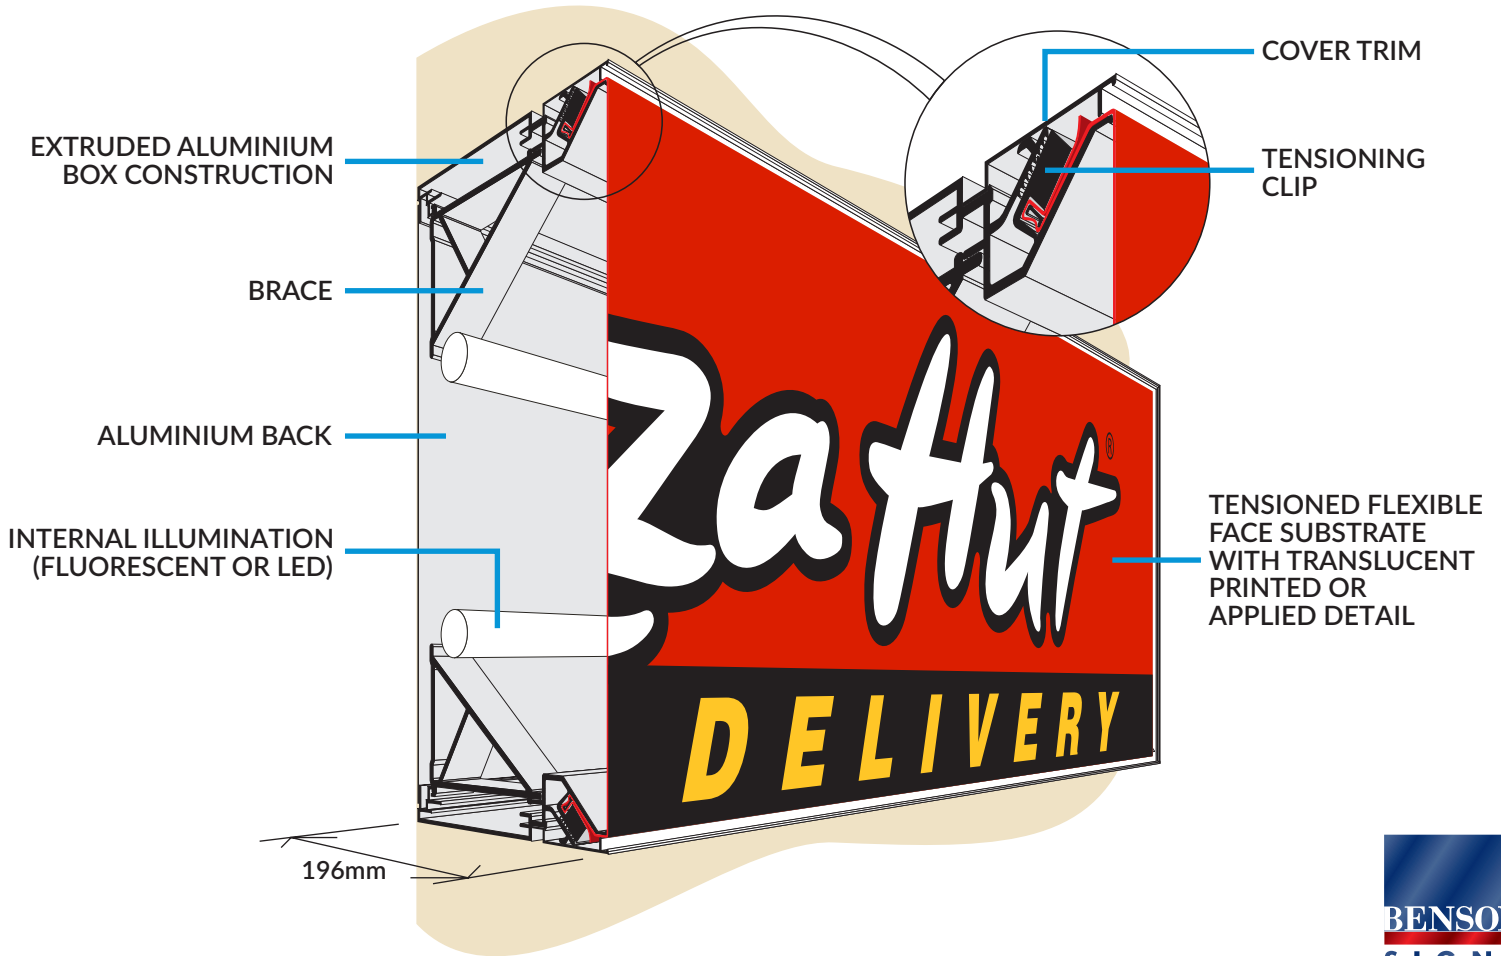 COVER TRIM
EXTRUDED ALUMINIUM
BOX CONSTRUCTION
TENSIONING
CLIP
BRACE
ALUMINIUM BACK
INTERNAL ILLUMINATION
(FLUORESCENT OR LED)
za Hut
®
TENSIONED FLEXIBLE
FACE SUBSTRATE
WITH TRANSLUCENT
PRINTED OR
APPLIED DETAIL
DELIVERY
196mm